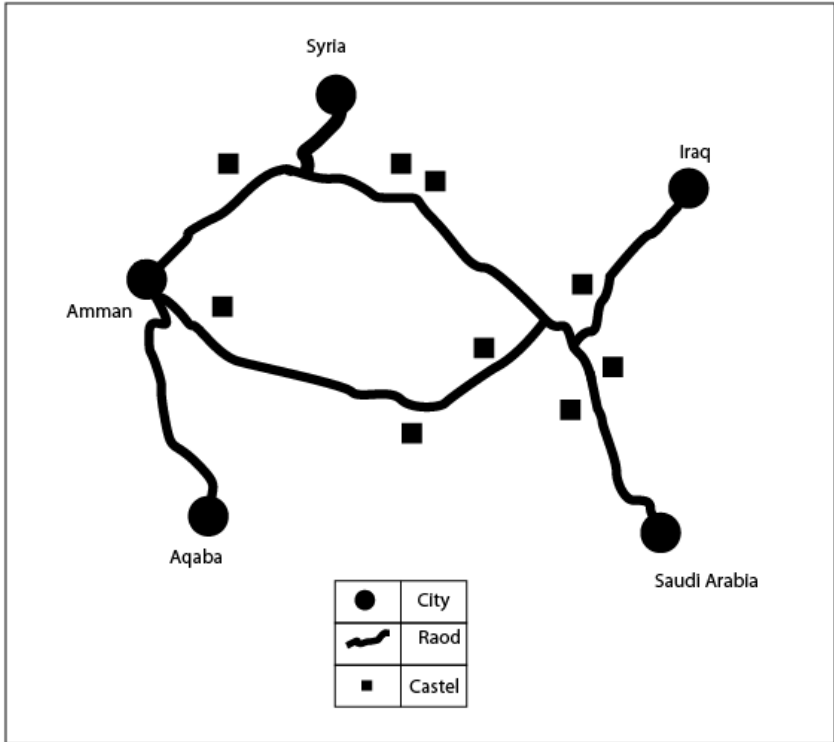 Syria
Iraq
Amman
Aqaba
Saudi Arabia
City
Raod
Castel